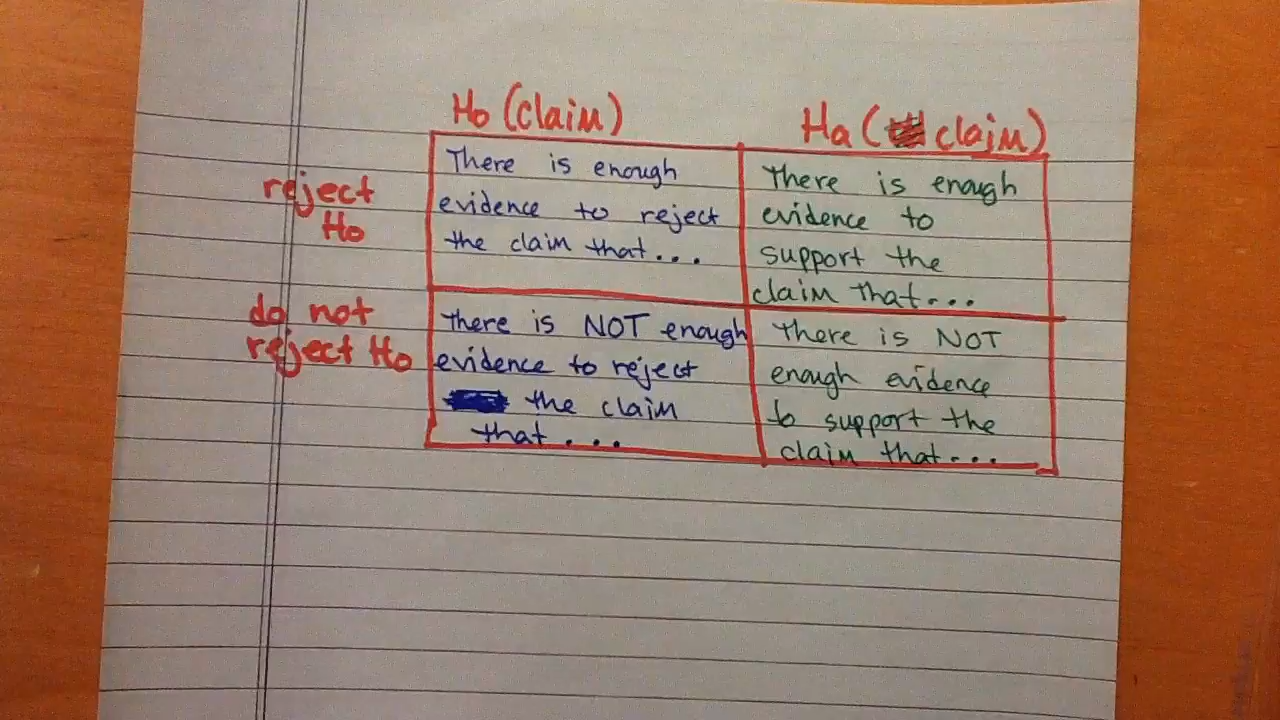 Ho (claim)
Ha ( claim)
reject
Ho
There is enough
evidence to reject
the claim that...
There is enough
evidence to
support the
claim that...
do not
reject Ho
There is NOT enough
evidence to reject
the claim
that...
There is NOT
enough evidence
to support the
claim that...